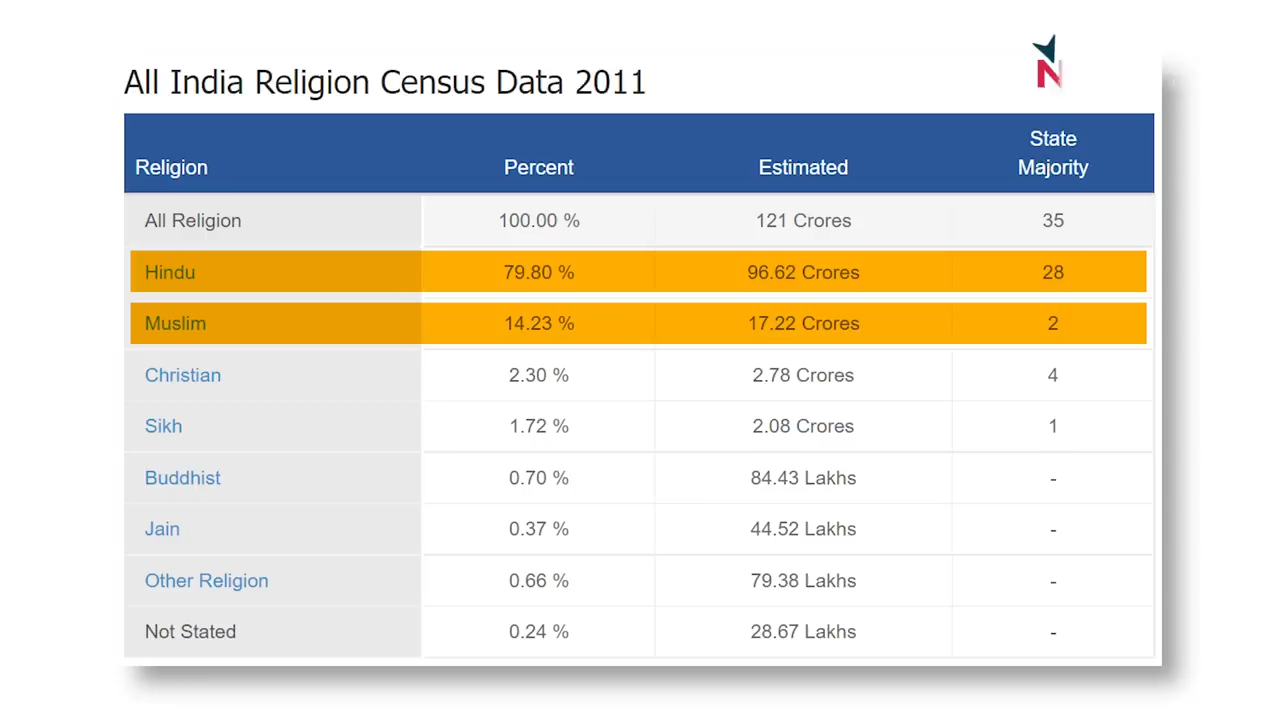 All India Religion Census Data 2011
N
Religion Percent Estimated State Majority
All Religion 100.00 % 121 Crores 35
Hindu 79.80 % 96.62 Crores 28
Muslim 14.23 % 17.22 Crores 2
Christian 2.30 % 2.78 Crores 4
Sikh 1.72 % 2.08 Crores 1
Buddhist 0.70 % 84.43 Lakhs -
Jain 0.37 % 44.52 Lakhs -
Other Religion 0.66 % 79.38 Lakhs -
Not Stated 0.24 % 28.67 Lakhs -